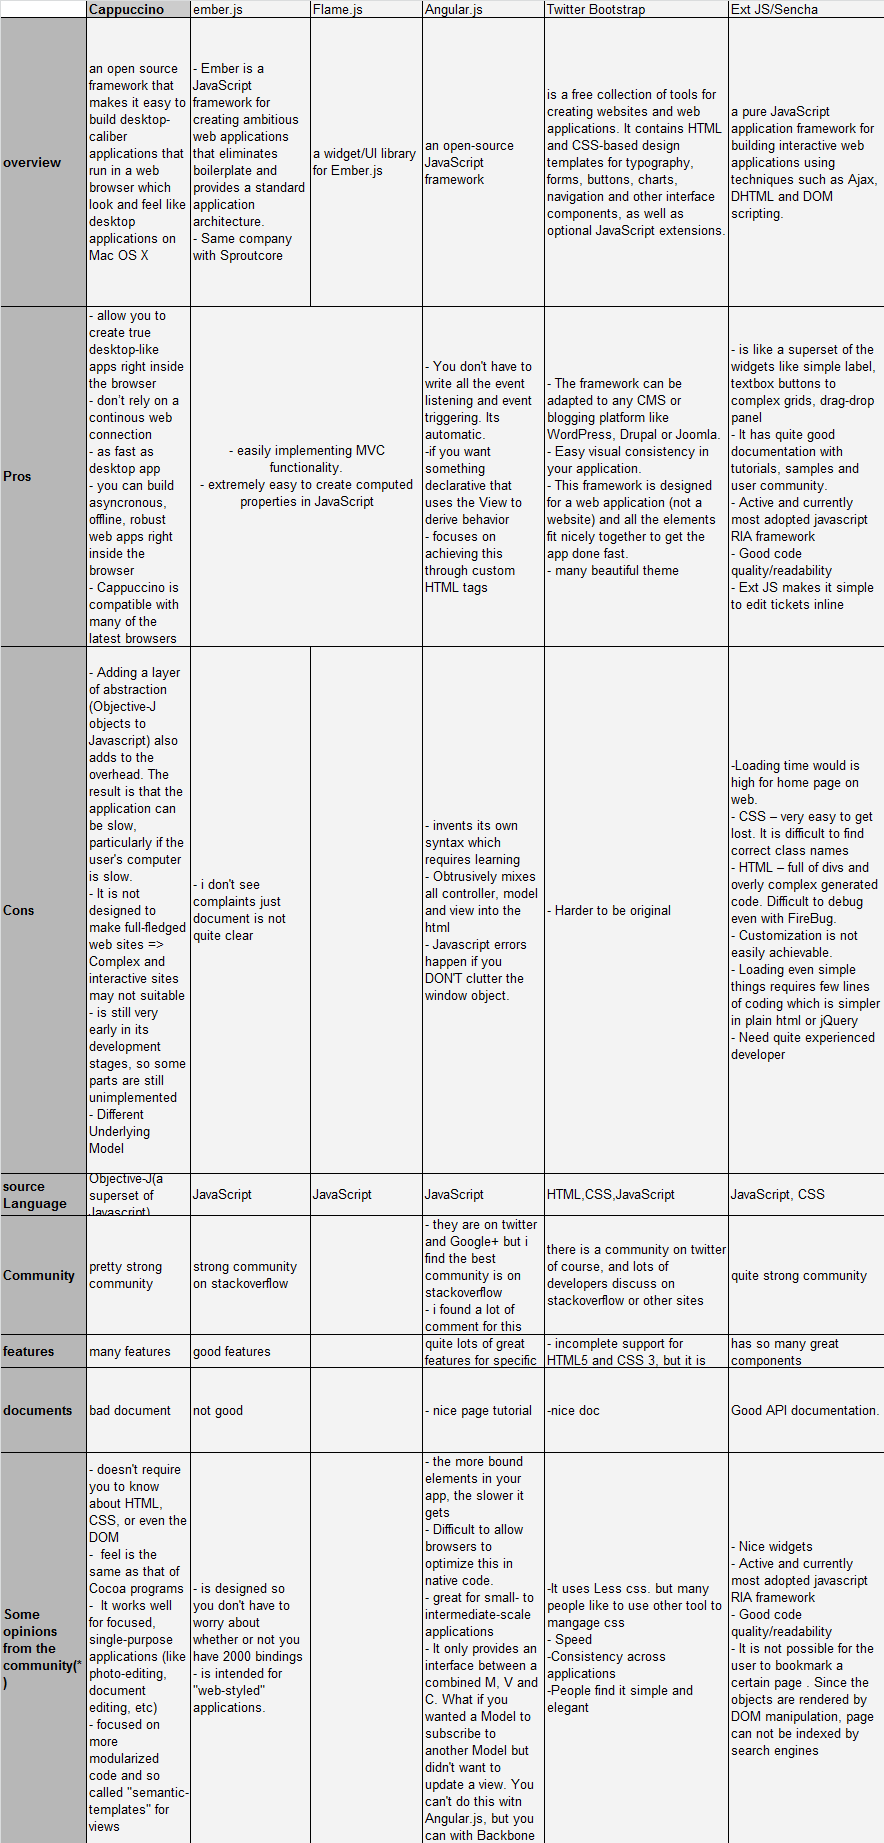 Cappuccino
ember.js
Flame.js
Angular.js
Twitter Bootstrap
Ext JS/Sencha
overview
an open source
framework that
makes it easy to
build desktop-
caliber
applications that
run in a web
browser which
look and feel like
desktop
applications on
Mac OS X
- Ember is a
JavaScript
framework for
creating ambitious
web applications
that eliminates
boilerplate and
provides a standard
application
architecture.
- Same company
with Sproutcore
a widget/UI library
for Ember.js
an open-source
JavaScript
framework
is a free collection of tools for
creating websites and web
applications. It contains HTML
and CSS-based design
templates for typography,
forms, buttons, charts,
navigation and other interface
components, as well as
optional JavaScript extensions.
a pure JavaScript
application framework for
building interactive web
applications using
techniques such as Ajax,
DHTML and DOM
scripting.
Pros
- allow you to
create true
desktop-like
apps right inside
the browser
- don't rely on a
continous web
connection
- as fast as
desktop app
- you can build
asyncronous,
offline, robust
web apps right
inside the
browser
- Cappuccino is
compatible with
many of the
latest browsers
- easily implementing MVC
functionality.
- extremely easy to create computed
properties in JavaScript
- You don't have to
write all the event
listening and event
triggering. Its
automatic.
-if you want
something
declarative that
uses the View to
derive behavior
- focuses on
achieving this
through custom
HTML tags
- The framework can be
adapted to any CMS or
blogging platform like
WordPress, Drupal or Joomla.
- Easy visual consistency in
your application.
- This framework is designed
for a web application (not a
website) and all the elements
fit nicely together to get the
app done fast.
- many beautiful theme
- is like a superset of the
widgets like simple label,
textbox buttons to
complex grids, drag-drop
panel
- It has quite good
documentation with
tutorials, samples and
user community.
- Active and currently
most adopted javascript
RIA framework
- Good code
quality/readability
- Ext JS makes it simple
to edit tickets inline
Cons
- Adding a layer
of abstraction
(Objective-J
objects to
Javascript) also
adds to the
overhead. The
result is that the
application can
be slow,
particularly if the
user's computer
is slow.
- It is not
designed to
make full-fledged
web sites =>
Complex and
interactive sites
may not suitable
- is still very
early in its
development
stages, so some
parts are still
unimplemented
- Different
Underlying
Model
- i don't see
complaints just
document is not
quite clear
- invents its own
syntax which
requires learning
- Obtrusively mixes
all controller, model
and view into the
html
- Javascript errors
happen if you
DON'T clutter the
window object.
- Harder to be original
-Loading time would is
high for home page on
web.
- CSS – very easy to get
lost. It is difficult to find
correct class names
- HTML – full of divs and
overly complex generated
code. Difficult to debug
even with FireBug.
- Customization is not
easily achievable.
- Loading even simple
things requires few lines
of coding which is simpler
in plain html or jQuery
- Need quite experienced
developer
source
Language
Objective-J(a
a superset of
Javascript)
JavaScript
JavaScript
JavaScript
HTML,CSS,JavaScript
JavaScript, CSS
Community
pretty strong
community
strong community
on stackoverflow
- they are on twitter
and Google+ but i
find the best
community is on
stackoverflow
- i found a lot of
comment for this
there is a community on twitter
of course, and lots of
developers discuss on
stackoverflow or other sites
quite strong community
features
many features
good features
quite lots of great
features for specific
- incomplete support for
HTML5 and CSS 3, but it is
has so many great
components
documents
bad document
not good
- nice page tutorial
-nice doc
Good API documentation.
Some
opinions
from the
community(*
)
- doesn't require
you to know
about HTML,
CSS, or even the
DOM
-  feel is the
same as that of
Cocoa programs
-  It works well
for focused,
single-purpose
applications (like
photo-editing,
document
editing, etc)
- focused on
more
modularized
code and so
called "semantic-
templates" for
views
- is designed so
you don't have to
worry about
whether or not you
have 2000 bindings
- is intended for
"web-styled"
applications.
- the more bound
elements in your
app, the slower it
gets
- Difficult to allow
browsers to
optimize this in
native code.
- great for small- to
intermediate-scale
applications
- It only provides an
interface between a
combined M, V and
C. What if you
wanted a Model to
subscribe to
another Model but
didn't want to
update a view. You
can't do this witn
Angular.js, but you
can with Backbone
-It uses Less css. but many
people like to use other tool to
mangage css
- Speed
-Consistency across
applications
-People find it simple and
elegant
- Nice widgets
- Active and currently
most adopted javascript
RIA framework
- Good code
quality/readability
- It is not possible for the
user to bookmark a
certain page . Since the
objects are rendered by
DOM manipulation, page
can not be indexed by
search engines